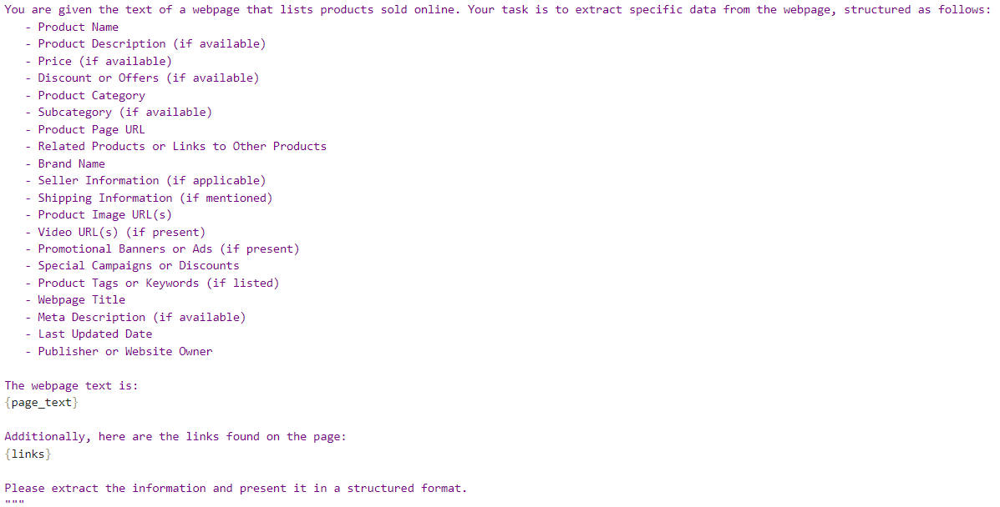 You are given the text of a webpage that lists products sold online. Your task is to extract specific data from the webpage, structured as follows:
- Product Name
- Product Description (if available)
- Price (if available)
- Discount or Offers (if available)
- Product Category
- Subcategory (if available)
- Product Page URL
- Related Products or Links to Other Products
- Brand Name
- Seller Information (if applicable)
- Shipping Information (if mentioned)
- Product Image URL(s)
- Video URL(s) (if present)
- Promotional Banners or Ads (if present)
- Special Campaigns or Discounts
- Product Tags or Keywords (if listed)
- Webpage Title
- Meta Description (if available)
- Last Updated Date
- Publisher or Website Owner
The webpage text is:
{page_text}
Additionally, here are the links found on the page:
{links}
Please extract the information and present it in a structured format.
"""